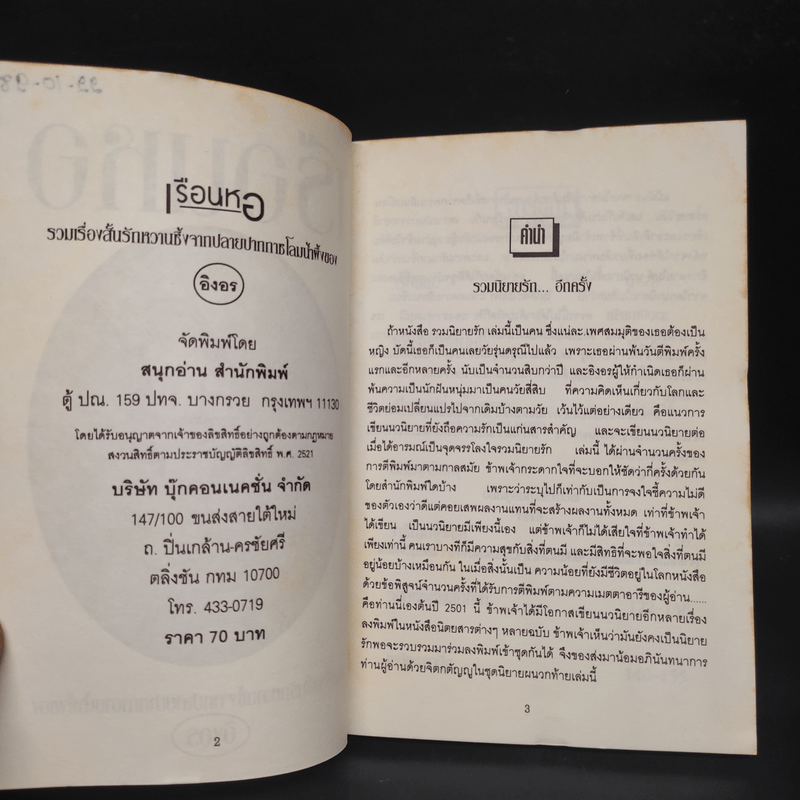 เรือนหอ
รวมเรื่องสั้นรักหวานซึ้งจากปลายปากกาชโลมน้ำผึ้งของ
อิงอร
จัดพิมพ์โดย
สนุกอ่าน สำนักพิมพ์
ตู้ ปณ. 159 ปทจ. บางกรวย กรุงเทพฯ 11130
โดยได้รับอนุญาตจากเจ้าของลิขสิทธิ์อย่างถูกต้องตามกฎหมาย
สงวนสิทธิ์ตามประราชบัญญัติลิขสิทธิ์ พ.ศ. 2521
บริษัท บุ๊กคอนเนคชั่น จำกัด
147/100 ขนส่งสายใต้ใหม่
ถ. ปิ่นเกล้าน-ครชัยศรี
ตลิ่งชัน กทม 10700
โทร. 433-0719
ราคา 70 บาท
2
คำนำ
รวมนิยายรัก... อีกครั้ง
ถ้าหนังสือ รวมนิยายรัก เล่มนี้เป็นคน ซึ่งแน่ละ.เพศสมมุติของเธอต้องเป็น
หญิง บัดนี้เธอก็เป็นคนเลยวัยรุ่นดรุณีไปแล้ว เพราะเธอผ่านพ้นวันตีพิมพ์ครั้ง
แรกและอีกหลายครั้ง นับเป็นจำนวนสิบกว่าปี และอิงอรผู้ให้กำเนิดเธอก็ผ่าน
พ้นความเป็นนักฝันหนุ่มมาเป็นคนวัยสี่สิบ ที่ความคิดเห็นเกี่ยวกับโลกและ
ชีวิตย่อมเปลี่ยนแปรไปจากเดิมบ้างตามวัย เว้นไว้แต่อย่างเดียว คือแนวการ
เขียนนวนิยายที่ยังถือความรักเป็นแก่นสารสำคัญ และจะเขียนนวนิยายต่อ
เมื่อได้อารมณ์เป็นจุดจรรโลงใจรวมนิยายรัก เล่มนี้ ได้ผ่านจำนวนครั้งของ
การตีพิมพ์มาตามกาลสมัย ข้าพเจ้ากระดากใจที่จะบอกให้ชัดว่ากี่ครั้งด้วยกัน
โดยสำนักพิมพ์ใดบ้าง เพราะว่าระบุไปก็เท่ากับเป็นการจงใจชี้ความไม่ดี
ของตัวเองว่าดีแต่คอยเสพผลงานแทนที่จะสร้างผลงานทั้งหมด เท่าที่ข้าพเจ้า
ได้เขียน เป็นนวนิยายมีเพียงนี้เอง แต่ข้าพเจ้าก็ไม่ได้เสียใจที่ข้าพเจ้าทำได้
เพียงเท่านี้ คนเราบางทีก็มีความสุขกับสิ่งที่ตนมี และมีสิทธิที่จะพอใจสิ่งที่ตนมี
อยู่น้อยบ้างเหมือนกัน ในเมื่อสิ่งนั้นเป็น ความน้อยที่ยังมีชีวิตอยู่ในโลกหนังสือ
ด้วยข้อพิสูจน์จำนวนครั้งที่ได้รับการตีพิมพ์ตามความเมตตาอารีของผู้อ่าน......
คือทานนี้เองต้นปี 2501 นี้ ข้าพเจ้าได้มีโอกาสเขียนนวนิยายอีกหลายเรื่อง
ลงพิมพ์ในหนังสือนิตยสารต่างๆ หลายฉบับ ข้าพเจ้าเห็นว่ามันยังคงเป็นนิยาย
รักพอจะรวบรวมมาร่วมลงพิมพ์เข้าชุดกันได้ จึงของส่งมาน้อมอภินันทนาการ
ท่านผู้อ่านด้วยจิตกตัญญูในชุดนิยายผนวกท้ายเล่มนี้
3